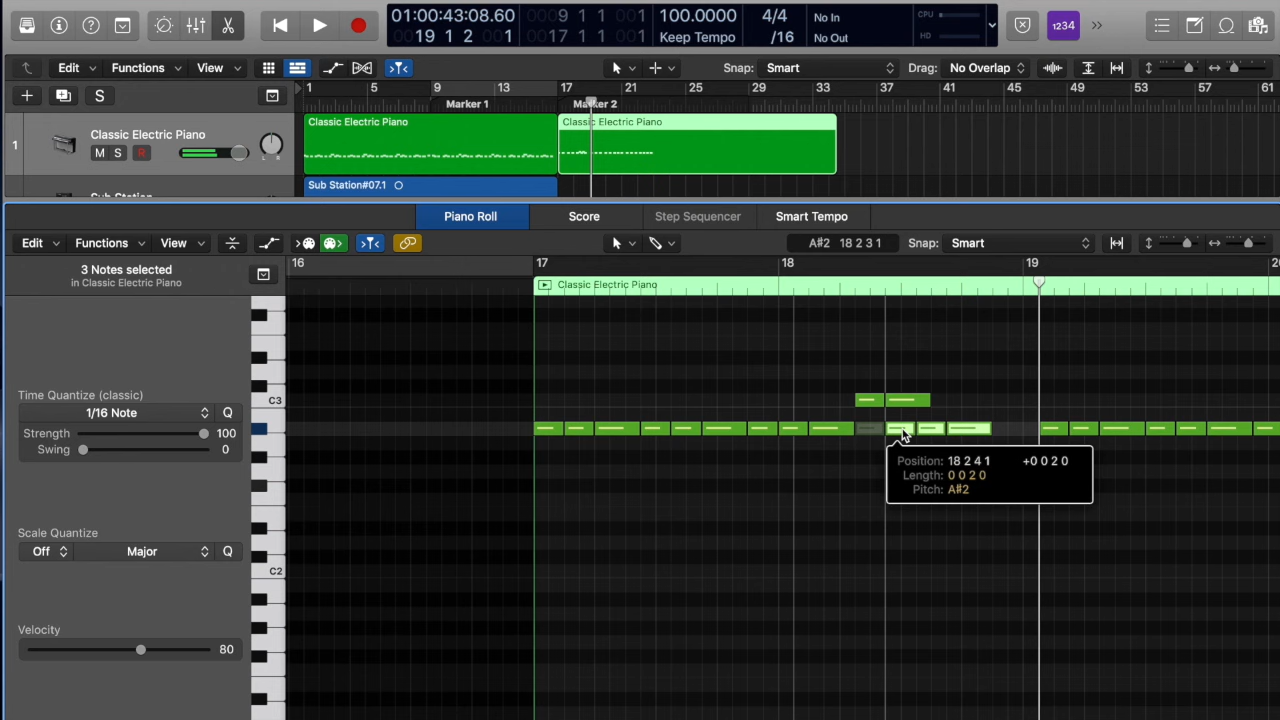 01:00:43:08.60 0009 1 1 001 100.0000 4/4 No In CPU
19 1 2 001 0017 1 1 001 Keep Tempo /16 No Out HD
1234
Edit Functions View Snap: Smart Drag: No Overlap
S 1 5 9 13 17 21 25 29 33 37 41 45 49 53 57 61
Marker 1 Marker 2
1 Classic Electric Piano Classic Electric Piano Classic Electric Piano
M S R L R
Sub Station#07.1
Piano Roll Score Step Sequencer Smart Tempo
Edit Functions View A#2 18 2 3 1 Snap: Smart
3 Notes selected 16 17 18 19
in Classic Electric Piano Classic Electric Piano
Time Quantize (classic) C3
1/16 Note Q
Strength 100
Swing 0
Position: 18 2 4 1 +0 0 2 0
Length: 0 0 2 0
Pitch: A#2
Scale Quantize
Off Major Q
C2
Velocity
80